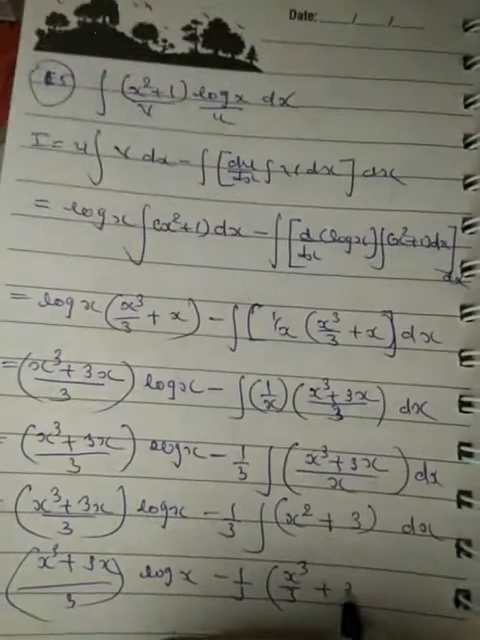 Date: __/__/__
Ex ∫ (x²+1) log x dx
v u
I = u ∫ v dx - ∫ [du/dx ∫ v dx] dx
= log x ∫ (x²+1) dx - ∫ [d/dx (log x) ∫ (x²+1) dx] dx
= log x (x³/3 + x) - ∫ [1/x (x³/3 + x] dx
= (x³ + 3x / 3) log x - ∫ (1/x) (x³ + 3x / 3) dx
= (x³ + 3x / 3) log x - 1/3 ∫ (x³ + 3x / x) dx
= (x³ + 3x / 3) log x - 1/3 ∫ (x² + 3) dx
(x³ + 3x / 3) log x - 1/3 (x³/3 +